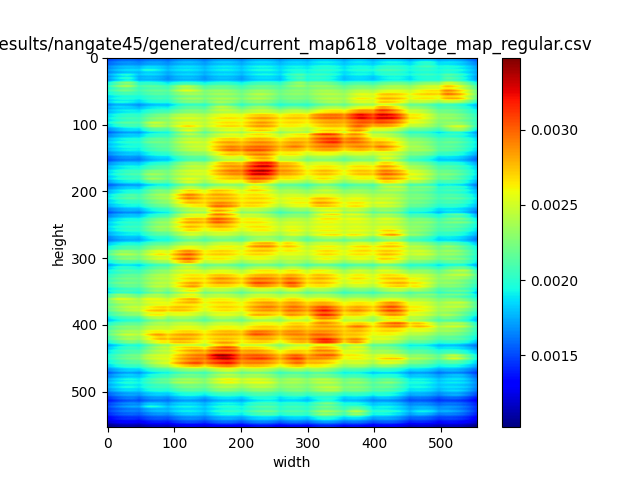 esults/nangate45/generated/current_map618_voltage_map_regular.csv
0
100
200
300
400
500
height
0 100 200 300 400 500
width
0.0030
0.0025
0.0020
0.0015